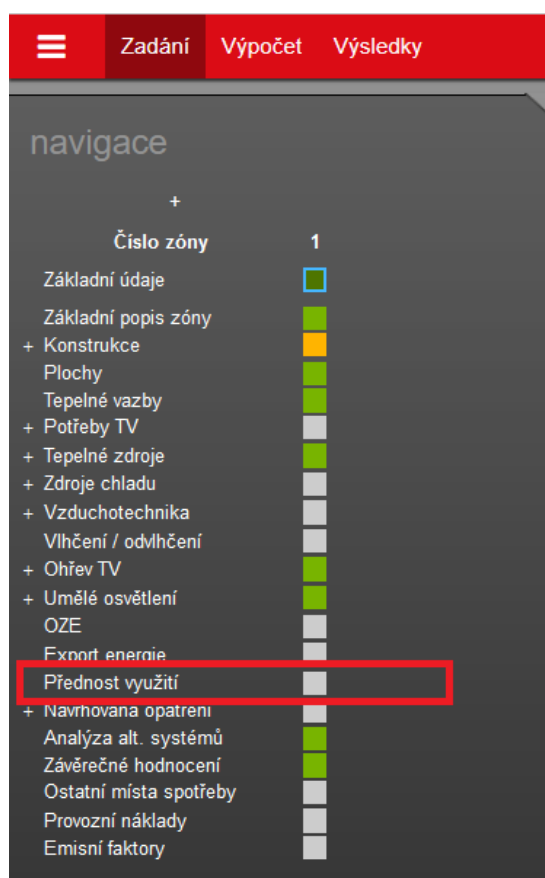 Zadání Výpočet Výsledky
navigace
+
Číslo zóny 1
Základní údaje
Základní popis zóny
+ Konstrukce
Plochy
Tepelné vazby
+ Potřeby TV
+ Tepelné zdroje
+ Zdroje chladu
+ Vzduchotechnika
Vlhčení / odvlhčení
+ Ohřev TV
+ Umělé osvětlení
OZE
Export energie
Přednost využití
+ Navrhovaná opatření
Analýza alt. systémů
Závěrečné hodnocení
Ostatní místa spotřeby
Provozní náklady
Emisní faktory